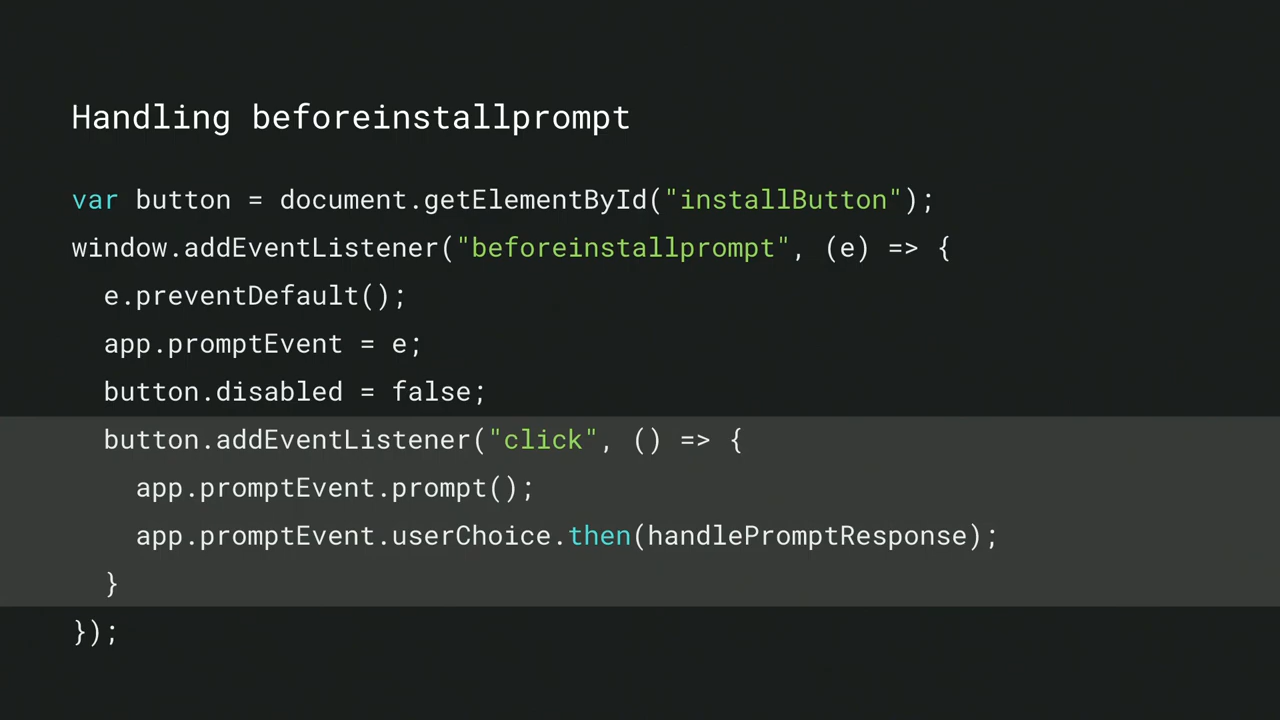 Handling beforeinstallprompt
var button = document.getElementById("installButton");
window.addEventListener("beforeinstallprompt", (e) => {
  e.preventDefault();
  app.promptEvent = e;
  button.disabled = false;
  button.addEventListener("click", () => {
    app.promptEvent.prompt();
    app.promptEvent.userChoice.then(handlePromptResponse);
  }
});